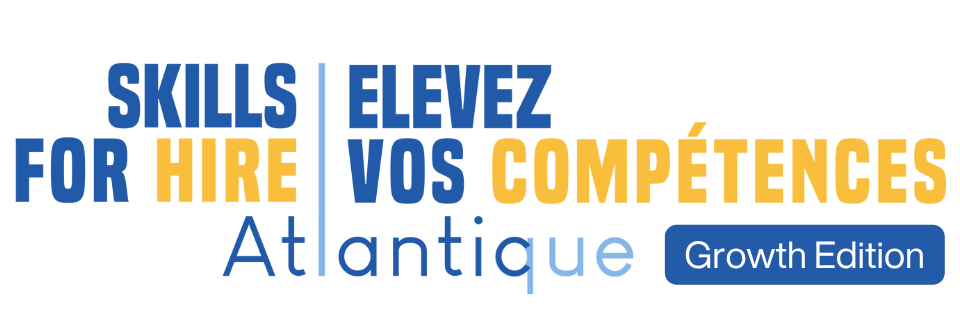 SKILLS
FOR HIRE
ELEVEZ
VOS COMPÉTENCES
Atlantique
Growth Edition